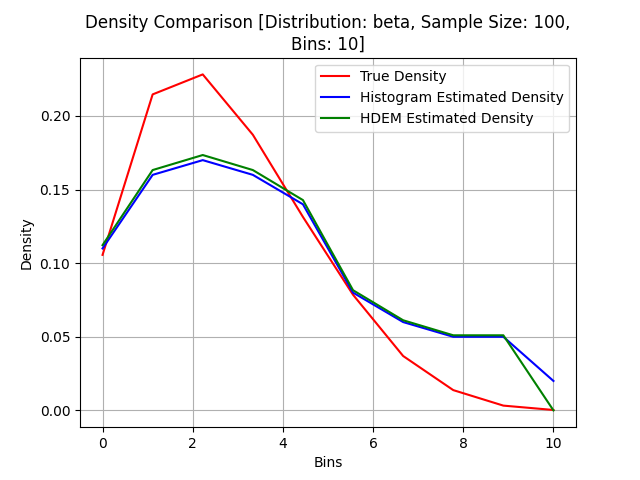 Density Comparison [Distribution: beta, Sample Size: 100,
Bins: 10]
True Density
Histogram Estimated Density
HDEM Estimated Density
Density
0.20
0.15
0.10
0.05
0.00
0 2 4 6 8 10
Bins